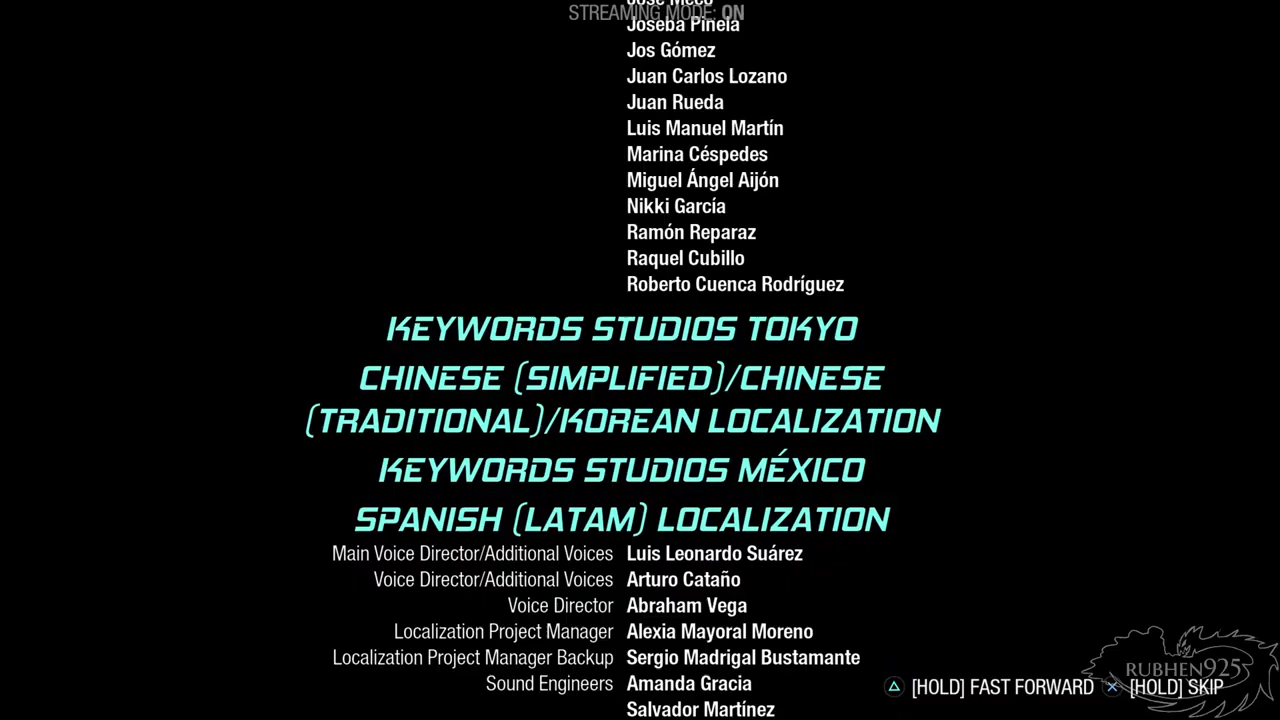 José Meco
STREAMING MODE: ON
Joseba Pinela
Jos Gómez
Juan Carlos Lozano
Juan Rueda
Luis Manuel Martín
Marina Céspedes
Miguel Ángel Aijón
Nikki García
Ramón Reparaz
Raquel Cubillo
Roberto Cuenca Rodríguez
KEYWORDS STUDIOS TOKYO
CHINESE (SIMPLIFIED)/CHINESE
(TRADITIONAL)/KOREAN LOCALIZATION
KEYWORDS STUDIOS MÉXICO
SPANISH (LATAM) LOCALIZATION
Main Voice Director/Additional Voices Luis Leonardo Suárez
Voice Director/Additional Voices Arturo Cataño
Voice Director Abraham Vega
Localization Project Manager Alexia Mayoral Moreno
Localization Project Manager Backup Sergio Madrigal Bustamante
Sound Engineers Amanda Gracia
Salvador Martínez
[HOLD] FAST FORWARD [HOLD] SKIP
RUBHEN925